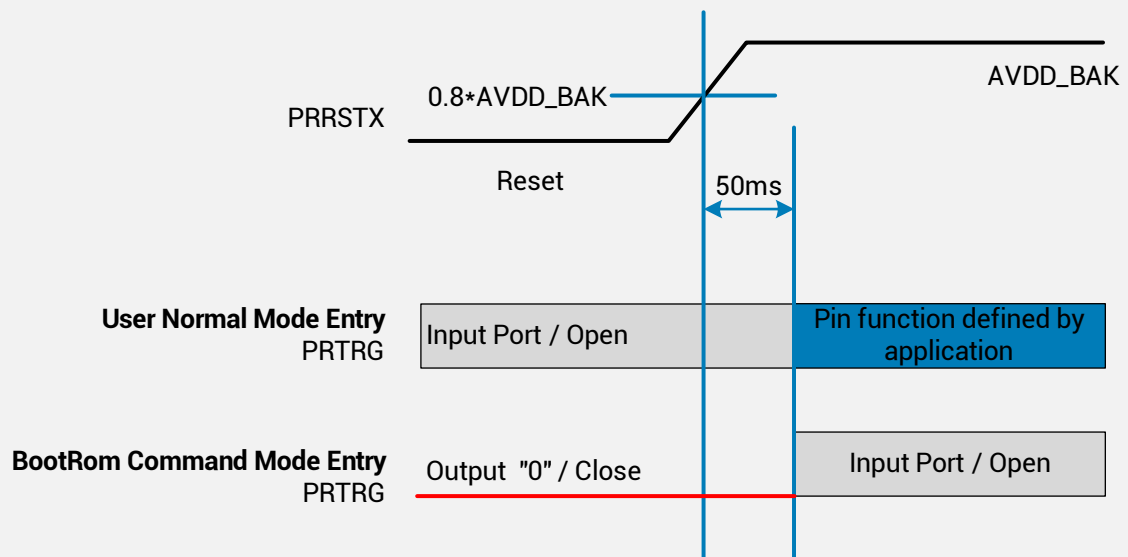 AVDD_BAK
0.8*AVDD_BAK
PRRSTX
Reset
50ms
User Normal Mode Entry
PRTRG
Input Port / Open
Pin function defined by
application
BootRom Command Mode Entry
PRTRG
Output "0" / Close
Input Port / Open